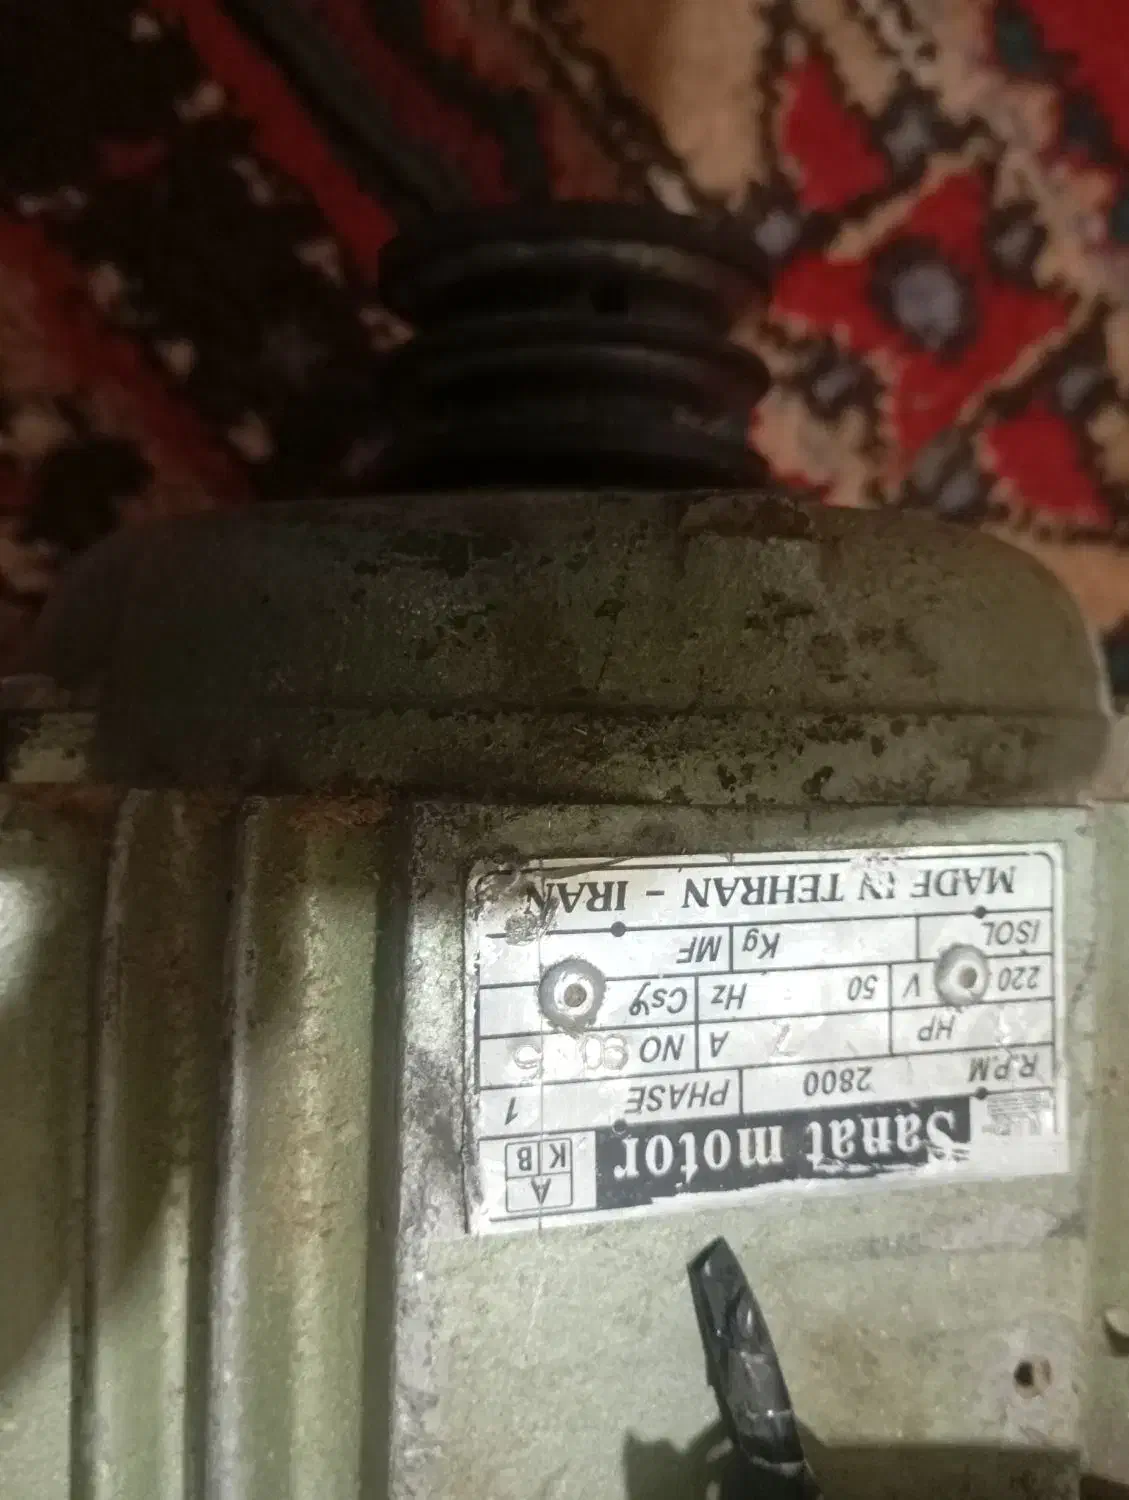 A
K B
Sanat motor
R.P.M 2800 PHASE 1
HP 7 A NO
220 V 50 Hz Csφ
ISOL Kg MF
MADE IN TEHRAN - IRAN